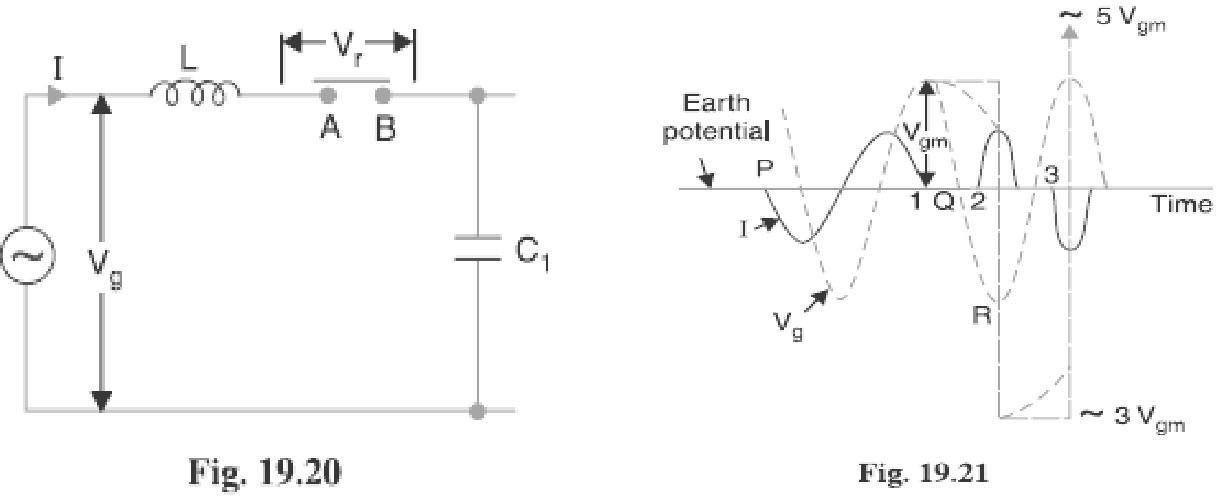 I
L
V_r
A B
V_g
C_1
Fig. 19.20
~ 5 V_gm
Earth
potential
V_gm
P
3
1 Q 2
Time
I
R
V_g
~ 3 V_gm
Fig. 19.21